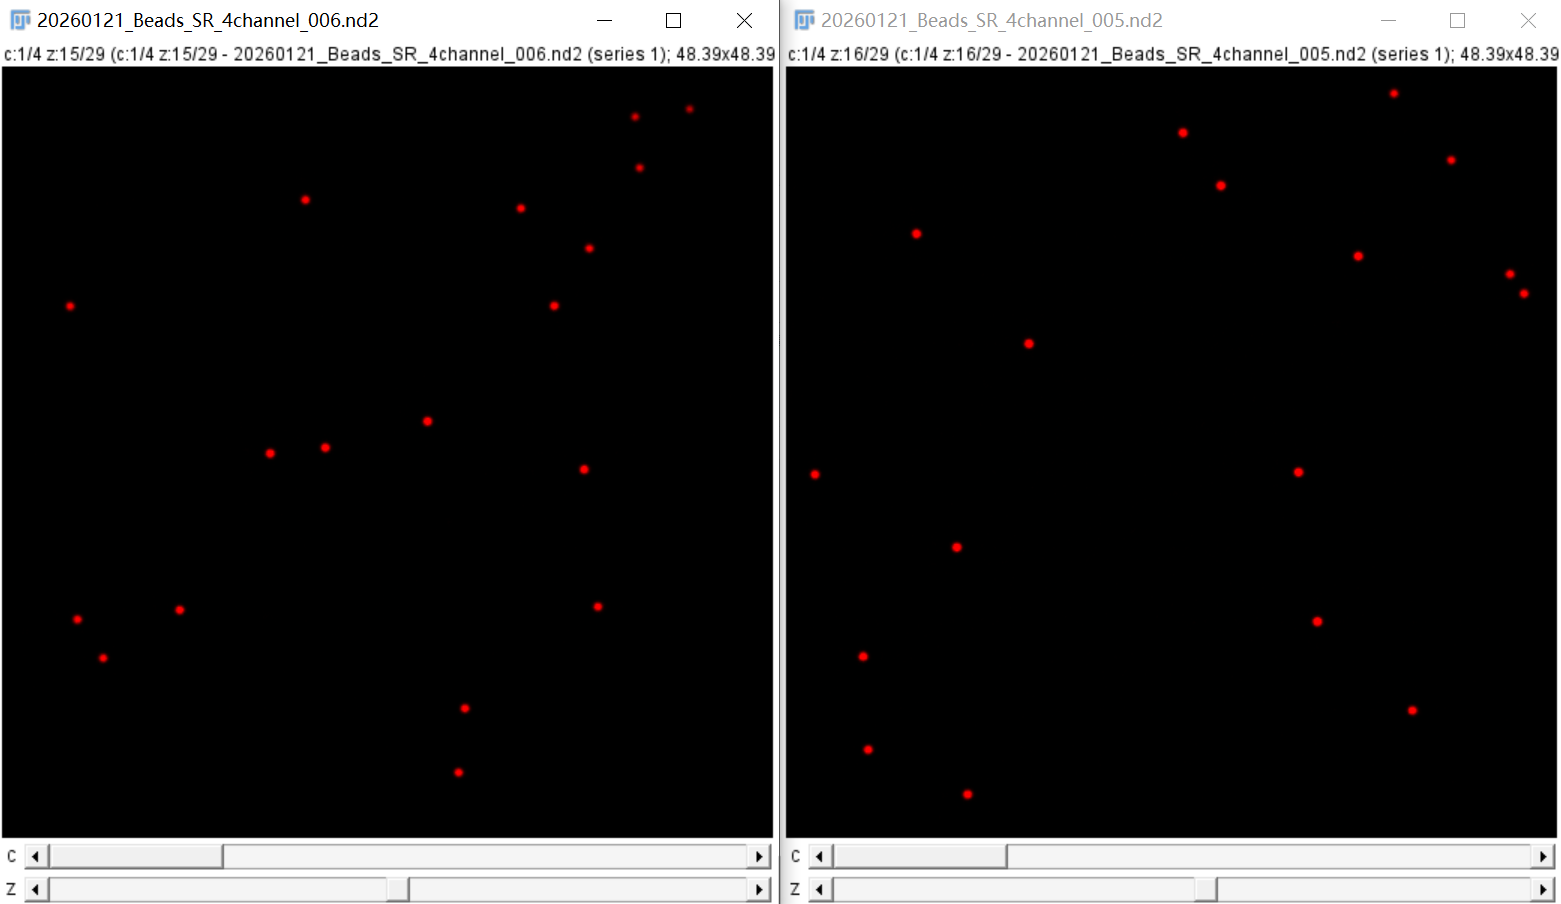 20260121_Beads_SR_4channel_006.nd2
c:1/4 z:15/29 (c:1/4 z:15/29 - 20260121_Beads_SR_4channel_006.nd2 (series 1); 48.39x48.39
C
Z
20260121_Beads_SR_4channel_005.nd2
c:1/4 z:16/29 (c:1/4 z:16/29 - 20260121_Beads_SR_4channel_005.nd2 (series 1); 48.39x48.39
C
Z